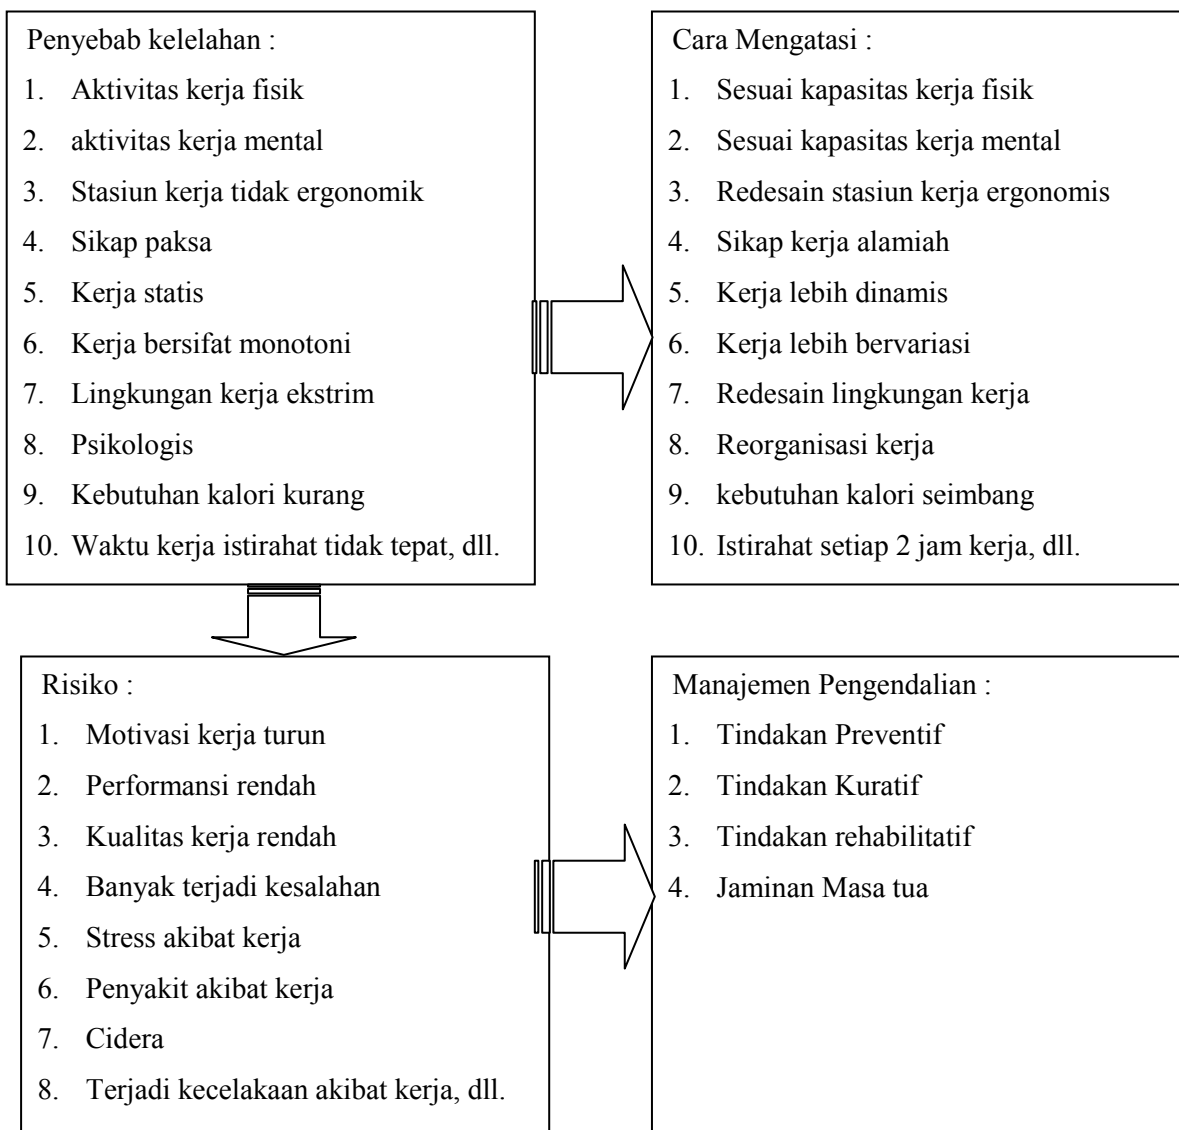 Penyebab kelelahan :
1. Aktivitas kerja fisik
2. aktivitas kerja mental
3. Stasiun kerja tidak ergonomik
4. Sikap paksa
5. Kerja statis
6. Kerja bersifat monotoni
7. Lingkungan kerja ekstrim
8. Psikologis
9. Kebutuhan kalori kurang
10. Waktu kerja istirahat tidak tepat, dll.
Cara Mengatasi :
1. Sesuai kapasitas kerja fisik
2. Sesuai kapasitas kerja mental
3. Redesain stasiun kerja ergonomis
4. Sikap kerja alamiah
5. Kerja lebih dinamis
6. Kerja lebih bervariasi
7. Redesain lingkungan kerja
8. Reorganisasi kerja
9. kebutuhan kalori seimbang
10. Istirahat setiap 2 jam kerja, dll.
Risiko :
1. Motivasi kerja turun
2. Performansi rendah
3. Kualitas kerja rendah
4. Banyak terjadi kesalahan
5. Stress akibat kerja
6. Penyakit akibat kerja
7. Cidera
8. Terjadi kecelakaan akibat kerja, dll.
Manajemen Pengendalian :
1. Tindakan Preventif
2. Tindakan Kuratif
3. Tindakan rehabilitatif
4. Jaminan Masa tua